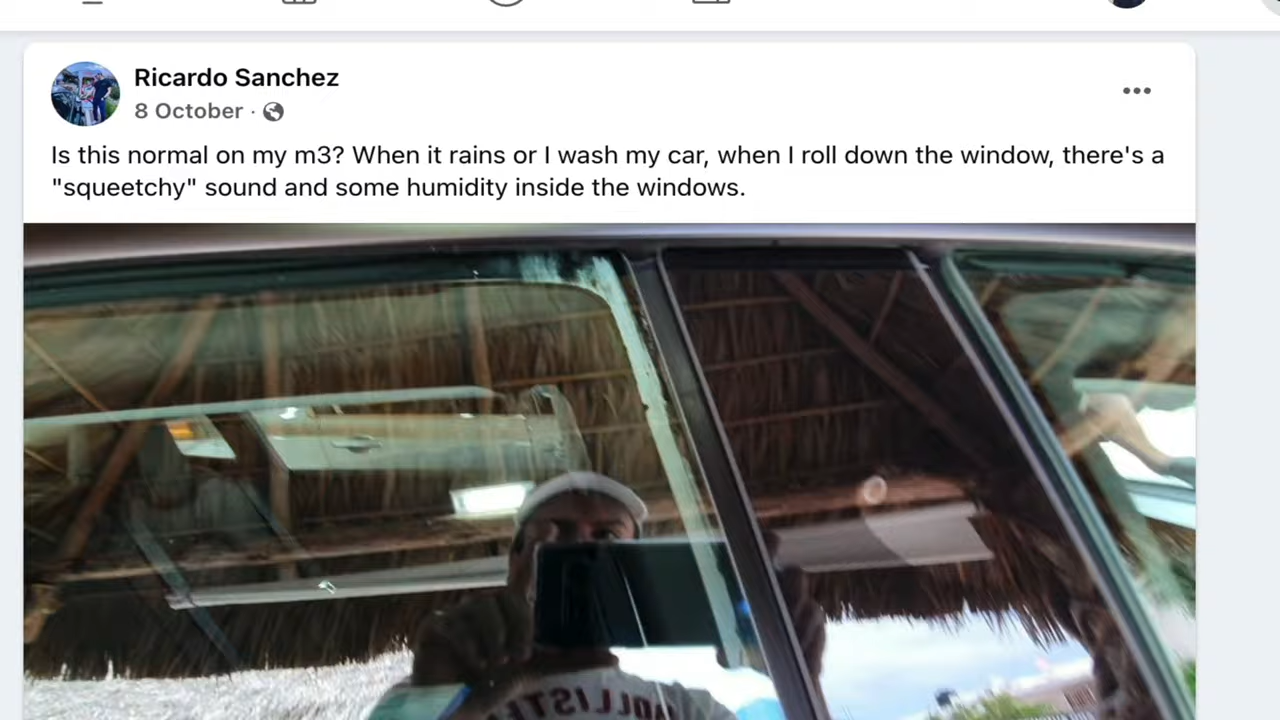 Ricardo Sanchez
8 October ·
Is this normal on my m3? When it rains or I wash my car, when I roll down the window, there's a
"squeetchy" sound and some humidity inside the windows.